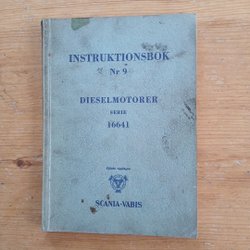 INSTRUKTIONSBOK
Nr 9
DIESELMOTORER
SERIE
16641
SCANIA-VABIS